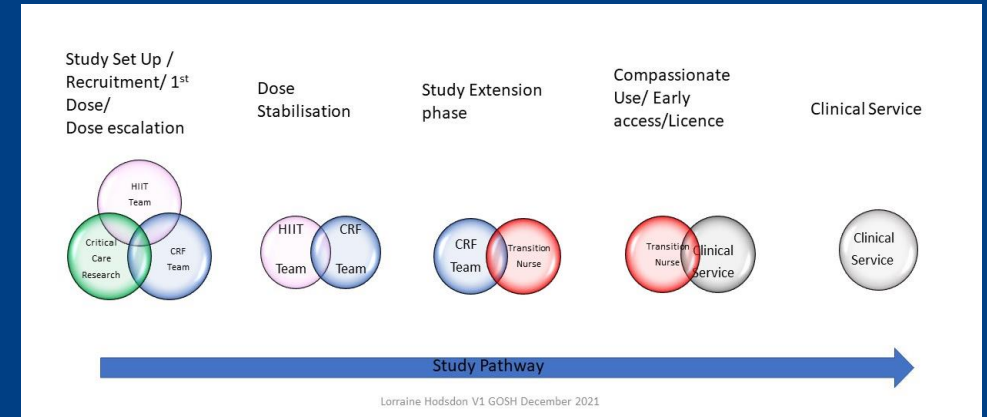 Study Set Up /
Recruitment/ 1st
Dose/
Dose escalation
Dose
Stabilisation
Study Extension
phase
Compassionate
Use/ Early
access/Licence
Clinical Service
HIIT
Team
Critical
Care
Research
CRF
Team
HIIT
Team
CRF
Team
CRF
Team
Transition
Nurse
Transition
Nurse
Clinical
Service
Clinical
Service
Study Pathway
Lorraine Hodsdon V1 GOSH December 2021